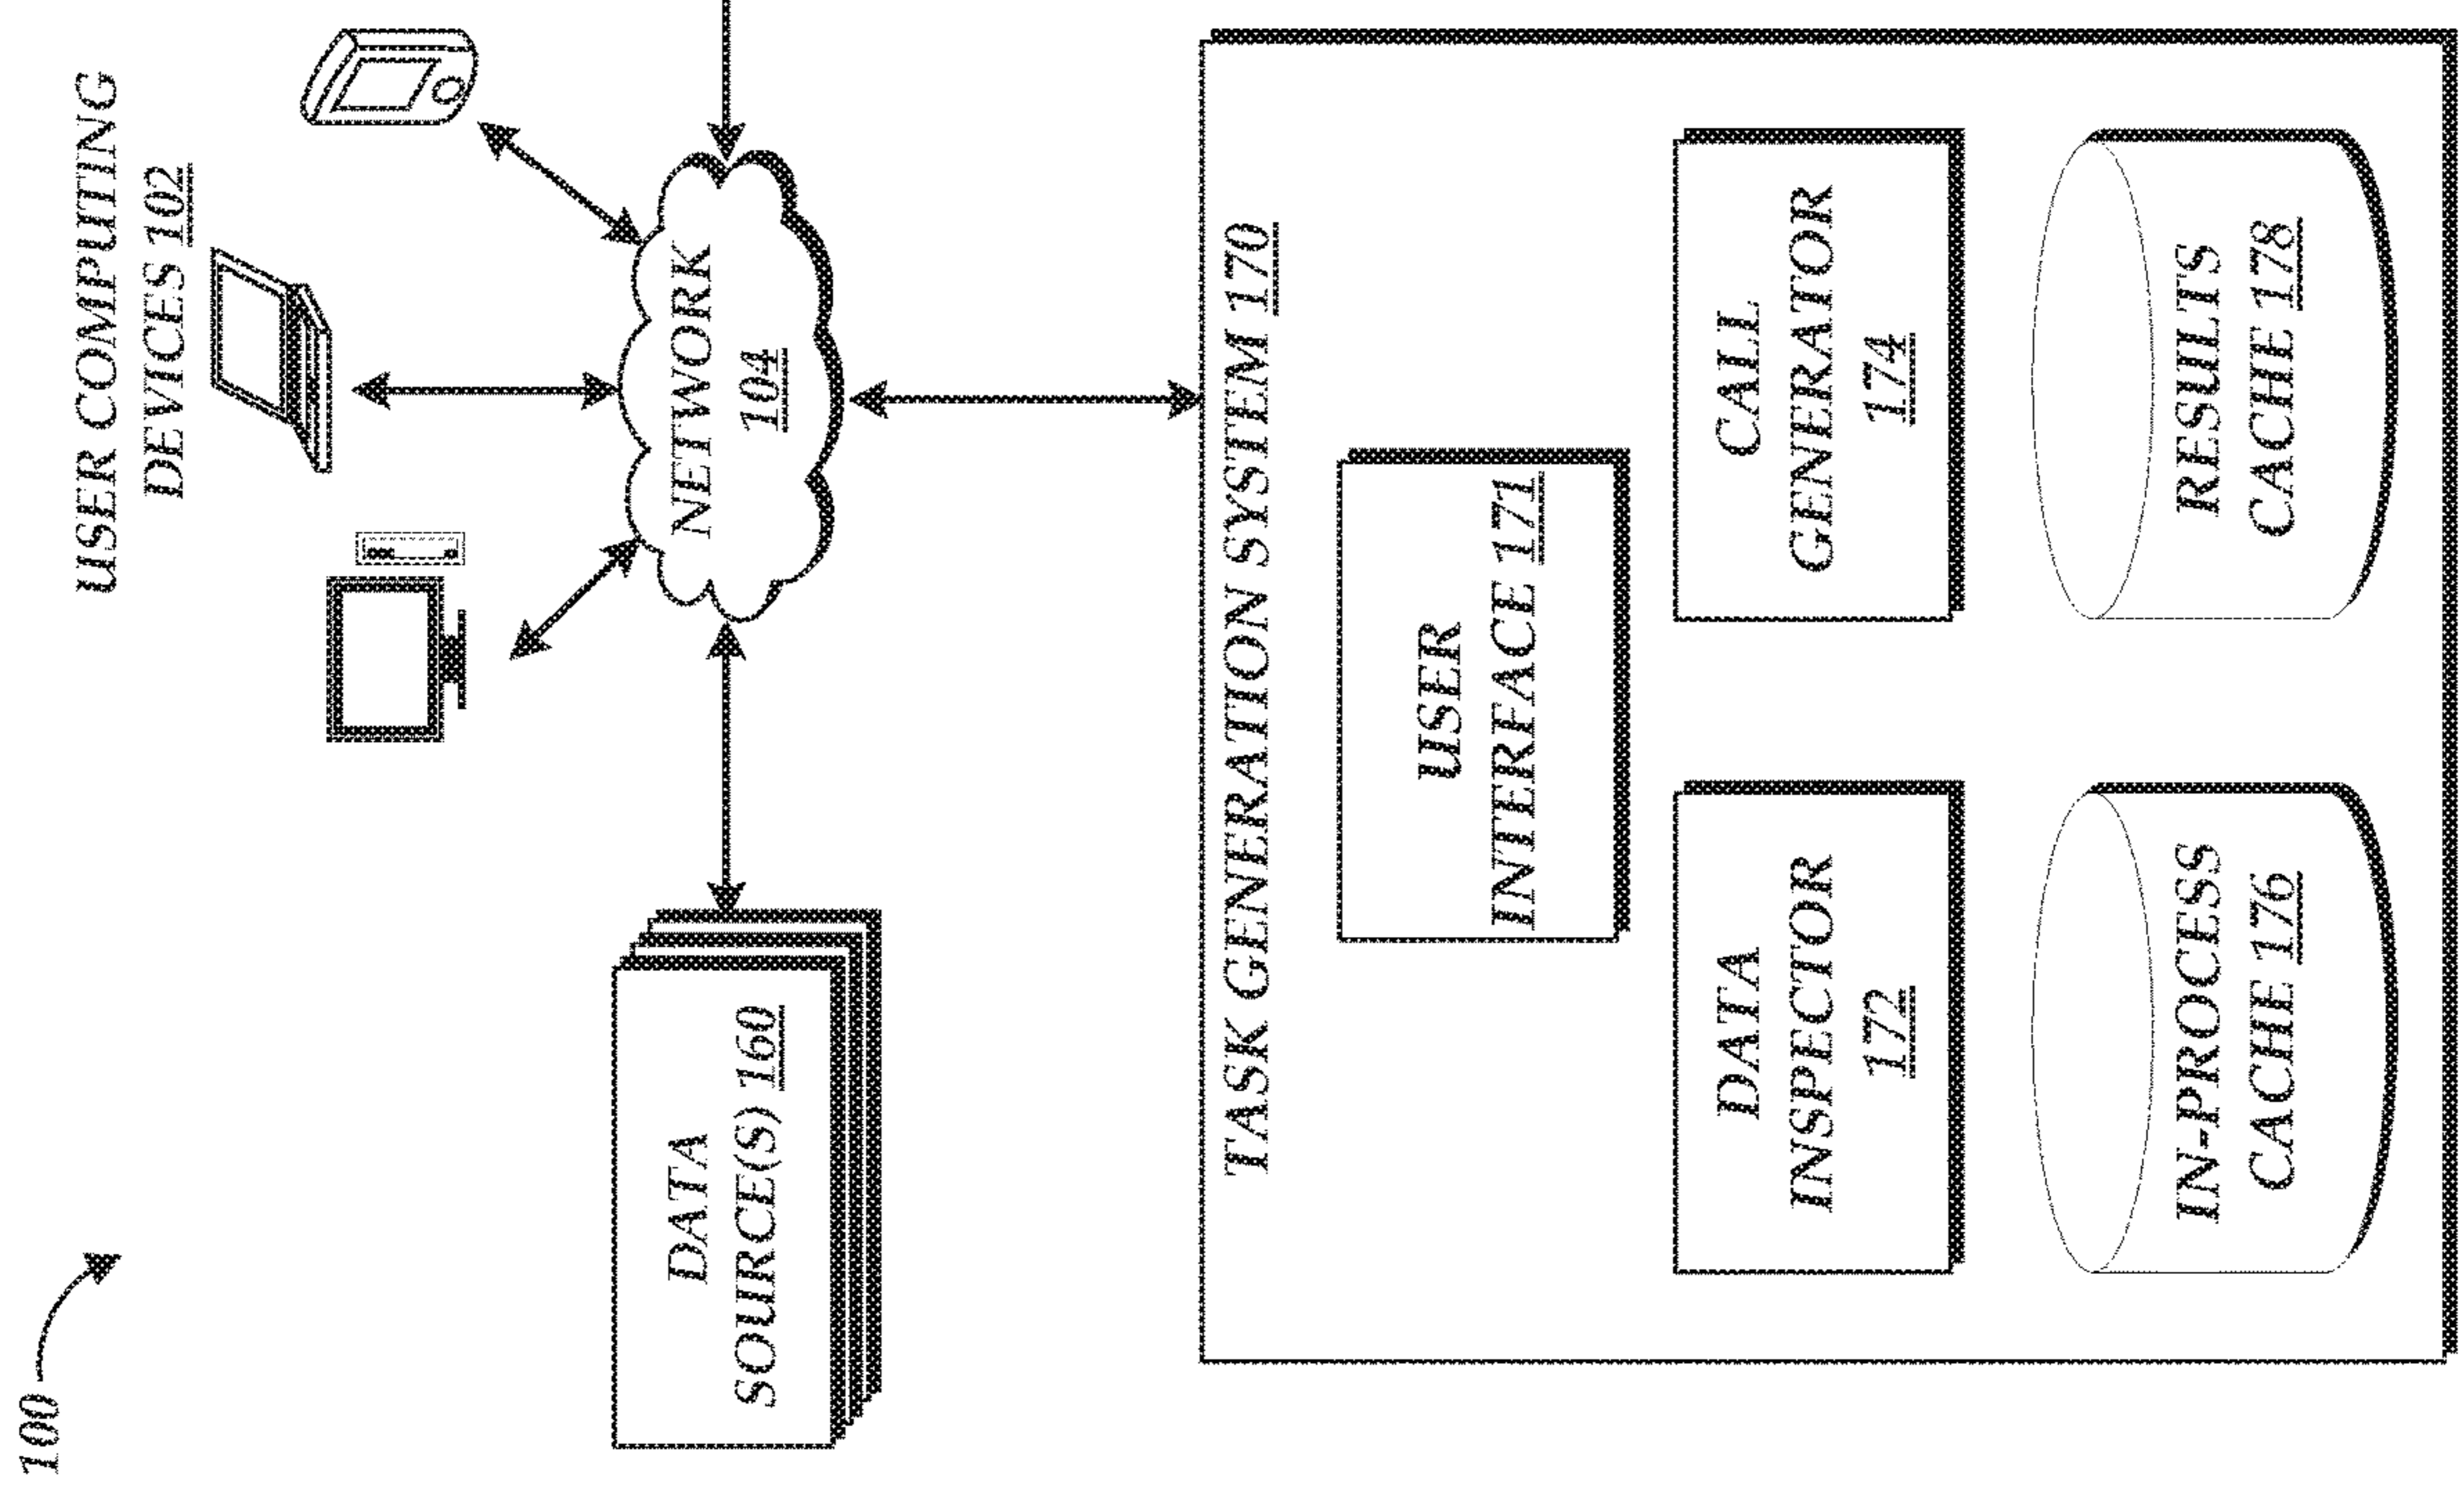 100
USER COMPUTING
DEVICES 102
DATA
SOURCE(S) 160
NETWORK
104
TASK GENERATION SYSTEM 170
USER
INTERFACE 171
DATA
INSPECTOR
172
CALL
GENERATOR
174
IN-PROCESS
CACHE 176
RESULTS
CACHE 178